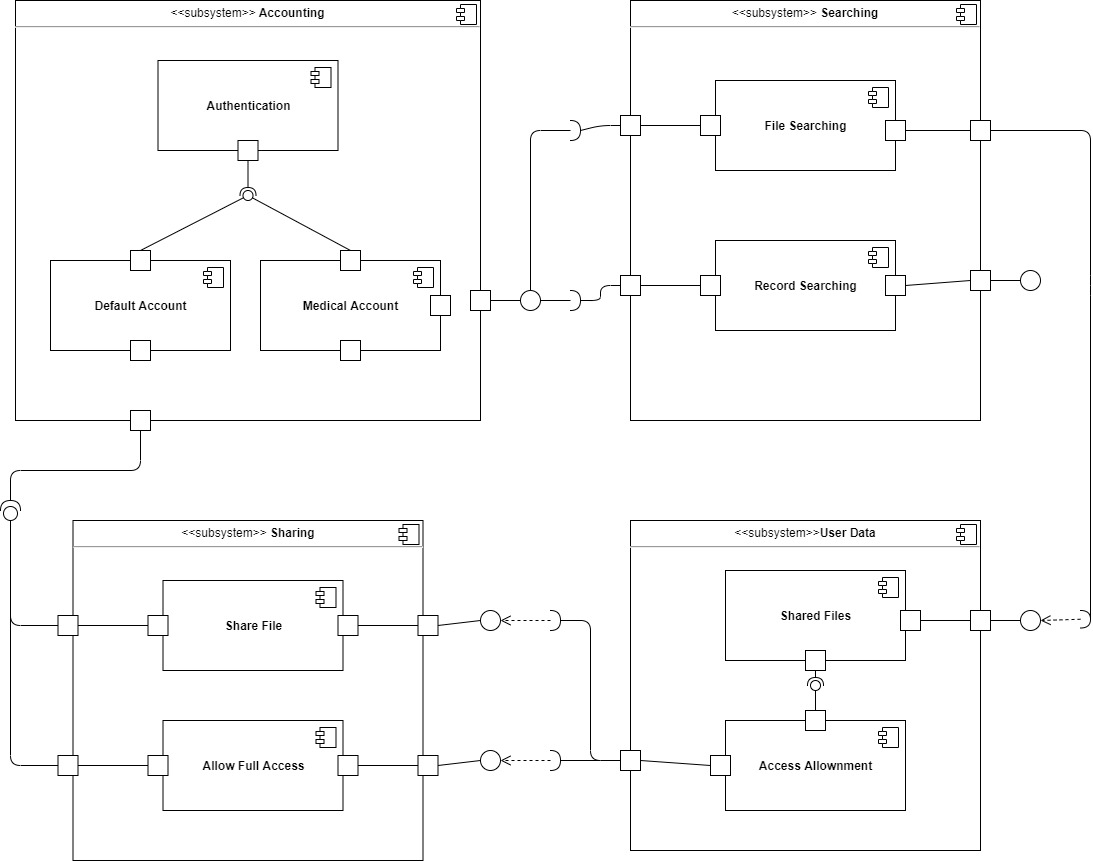 <<subsystem>> Accounting
Authentication
Default Account
Medical Account
<<subsystem>> Searching
File Searching
Record Searching
<<subsystem>> Sharing
Share File
Allow Full Access
<<subsystem>>User Data
Shared Files
Access Allownment